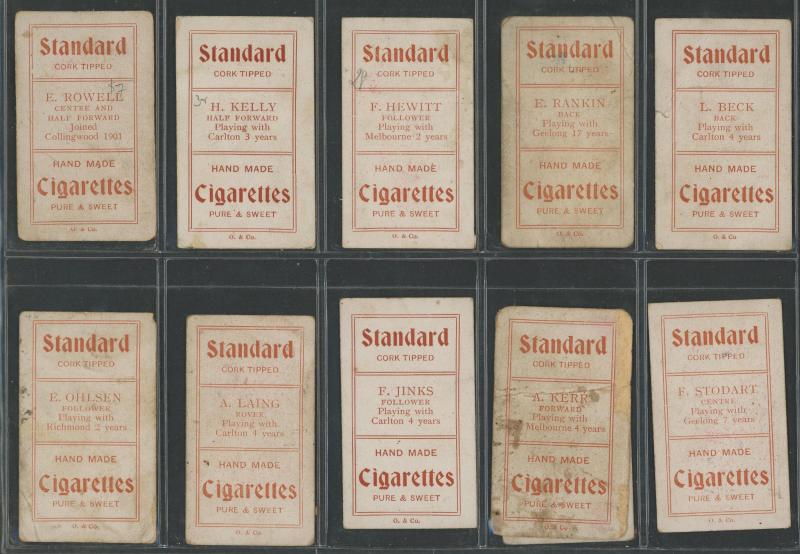 Standard
CORK TIPPED
E. ROWELL
CENTRE AND
HALF FORWARD
Joined
Collingwood 1901
HAND MADE
Cigarettes
PURE & SWEET
O. & Co.
Standard
CORK TIPPED
H. KELLY
HALF FORWARD
Playing with
Carlton 3 years
HAND MADE
Cigarettes
PURE & SWEET
O. & Co.
Standard
CORK TIPPED
F. HEWITT
FOLLOWER
Playing with
Melbourne 2 years
HAND MADE
Cigarettes
PURE & SWEET
O. & Co.
Standard
CORK TIPPED
E. RANKIN
BACK
Playing with
Geelong 17 years
HAND MADE
Cigarettes
PURE & SWEET
O. & Co.
Standard
CORK TIPPED
L. BECK
BACK
Playing with
Carlton 4 years
HAND MADE
Cigarettes
PURE & SWEET
O. & Co.
Standard
CORK TIPPED
E. OHLSEN
FOLLOWER
Playing with
Richmond 2 years
HAND MADE
Cigarettes
PURE & SWEET
O. & Co.
Standard
CORK TIPPED
A. LAING
ROVER
Playing with
Carlton 4 years
HAND MADE
Cigarettes
PURE & SWEET
O. & Co.
Standard
CORK TIPPED
F. JINKS
FOLLOWER
Playing with
Carlton 4 years
HAND MADE
Cigarettes
PURE & SWEET
O. & Co.
Standard
CORK TIPPED
A. KERR
FORWARD
Playing with
Melbourne 4 years
HAND MADE
Cigarettes
PURE & SWEET
O. & Co.
Standard
CORK TIPPED
F. STODART
CENTRE
Playing with
Geelong 7 years
HAND MADE
Cigarettes
PURE & SWEET
O. & Co.